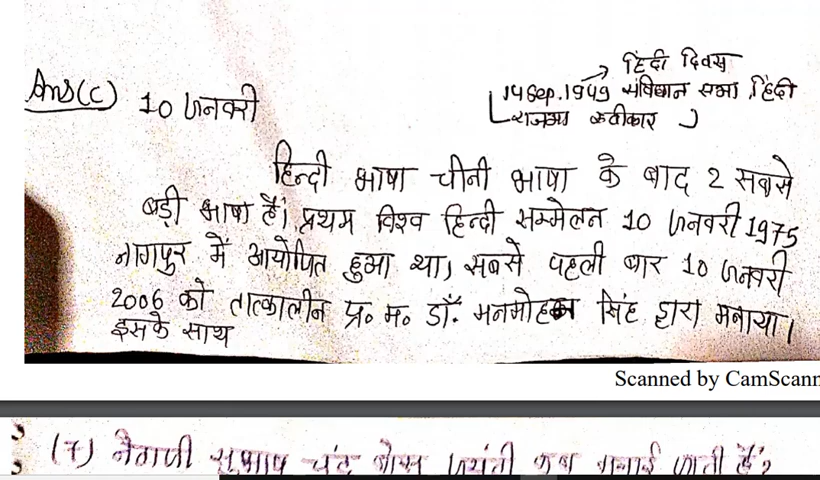 Ans(c) 10 जनवरी
→ हिंदी दिवस
14 Sep. 1949 संविधान सभा, हिंदी
हिन्दी भाषा चीनी भाषा के बाद 2 सबसे
बड़ी भाषा हैं। प्रथम विश्व हिन्दी सम्मेलन 10 जनवरी 1975
नागपुर में आयोजित हुआ था, सबसे पहली बार 10 जनवरी
2006 को तात्कालीन प्र० म० डॉ. मनमोहन सिंह द्वारा मनाया।
इसके साथ
Scanned by CamScann
(7) नेताजी सुभाष चंद्र बोस जयंती कब मनाई जाती हैं?